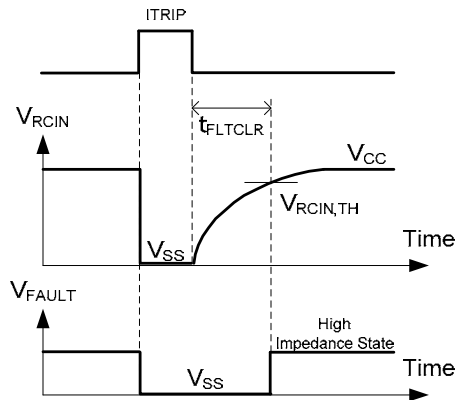 ITRIP
VRCIN
tFLTCLR
VCC
VRCIN,TH
VSS
Time
VFAULT
High
Impedance State
VSS
Time